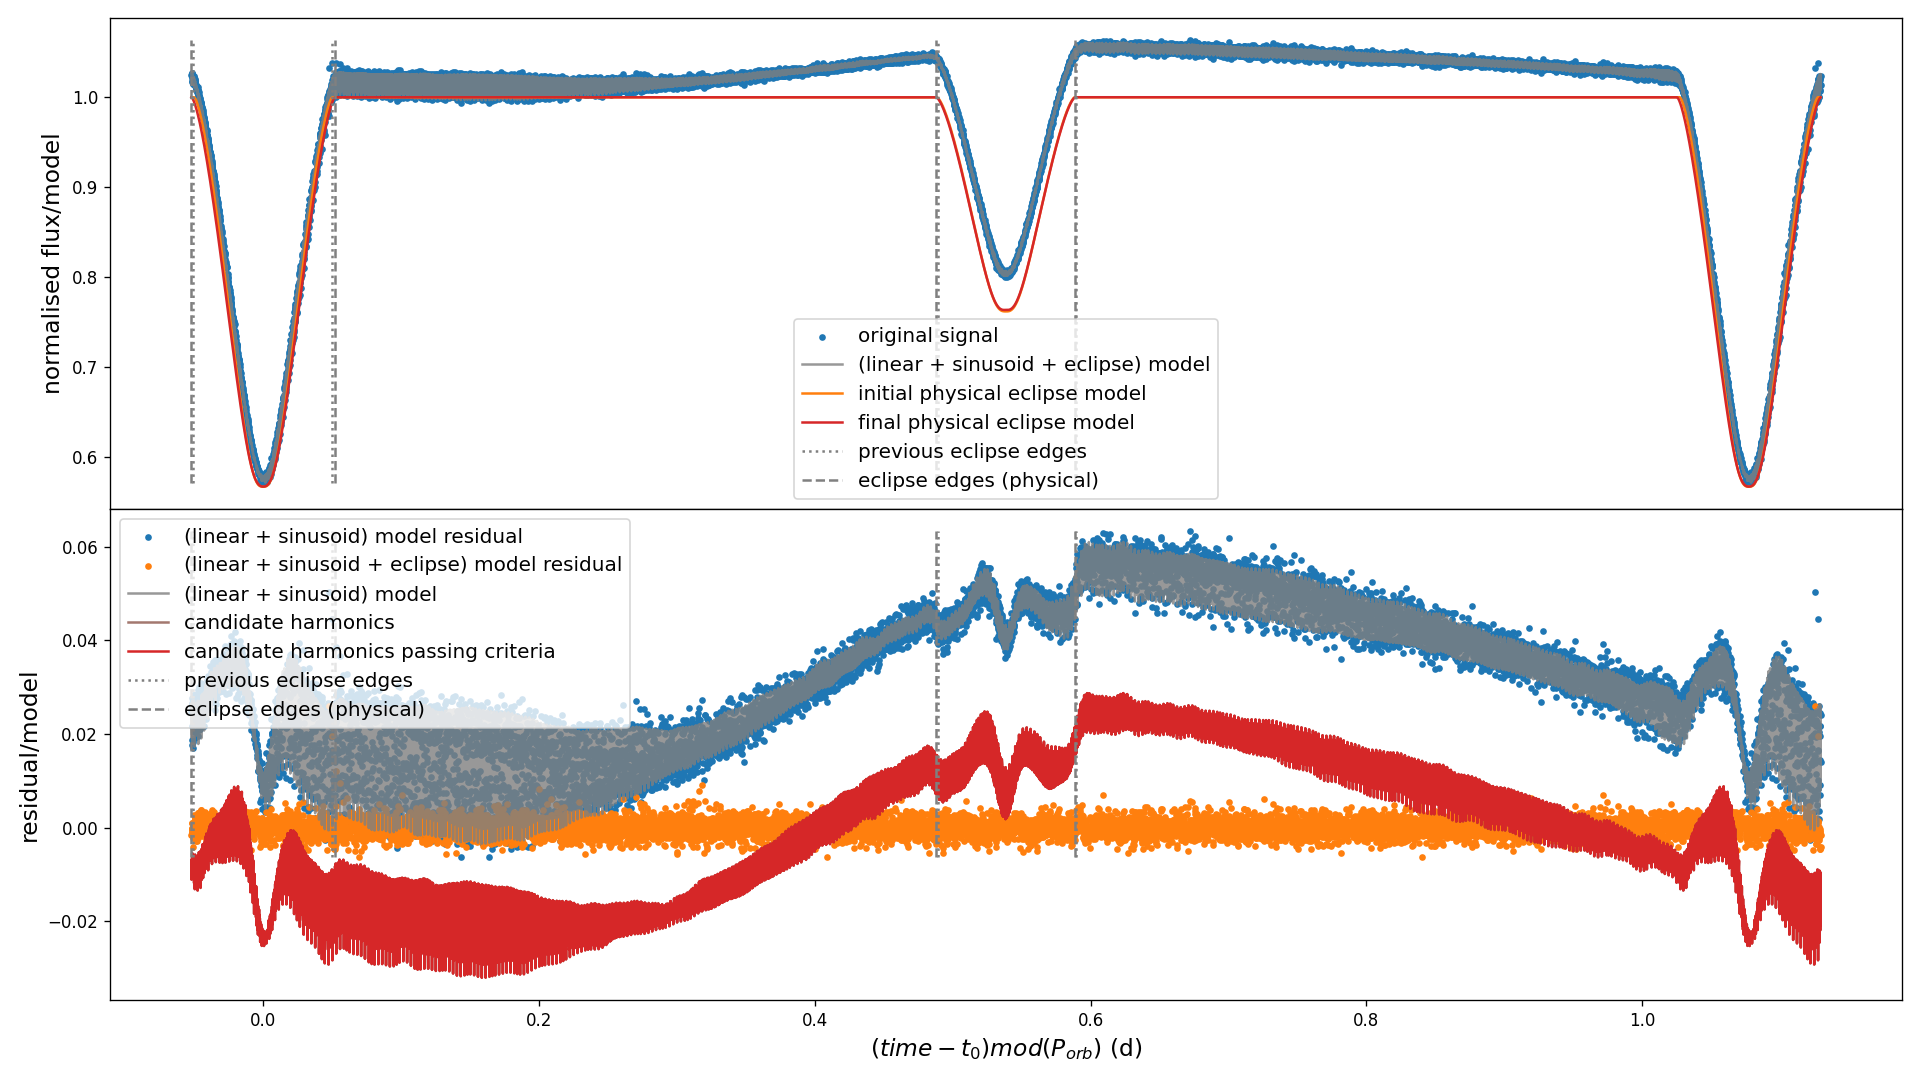 normalised flux/model
1.0
0.9
0.8
0.7
0.6
original signal
(linear + sinusoid + eclipse) model
initial physical eclipse model
final physical eclipse model
previous eclipse edges
eclipse edges (physical)
residual/model
0.06
0.04
0.02
0.00
−0.02
(linear + sinusoid) model residual
(linear + sinusoid + eclipse) model residual
(linear + sinusoid) model
candidate harmonics
candidate harmonics passing criteria
previous eclipse edges
eclipse edges (physical)
0.0 0.2 0.4 0.6 0.8 1.0
(time − t₀)mod(P_orb) (d)